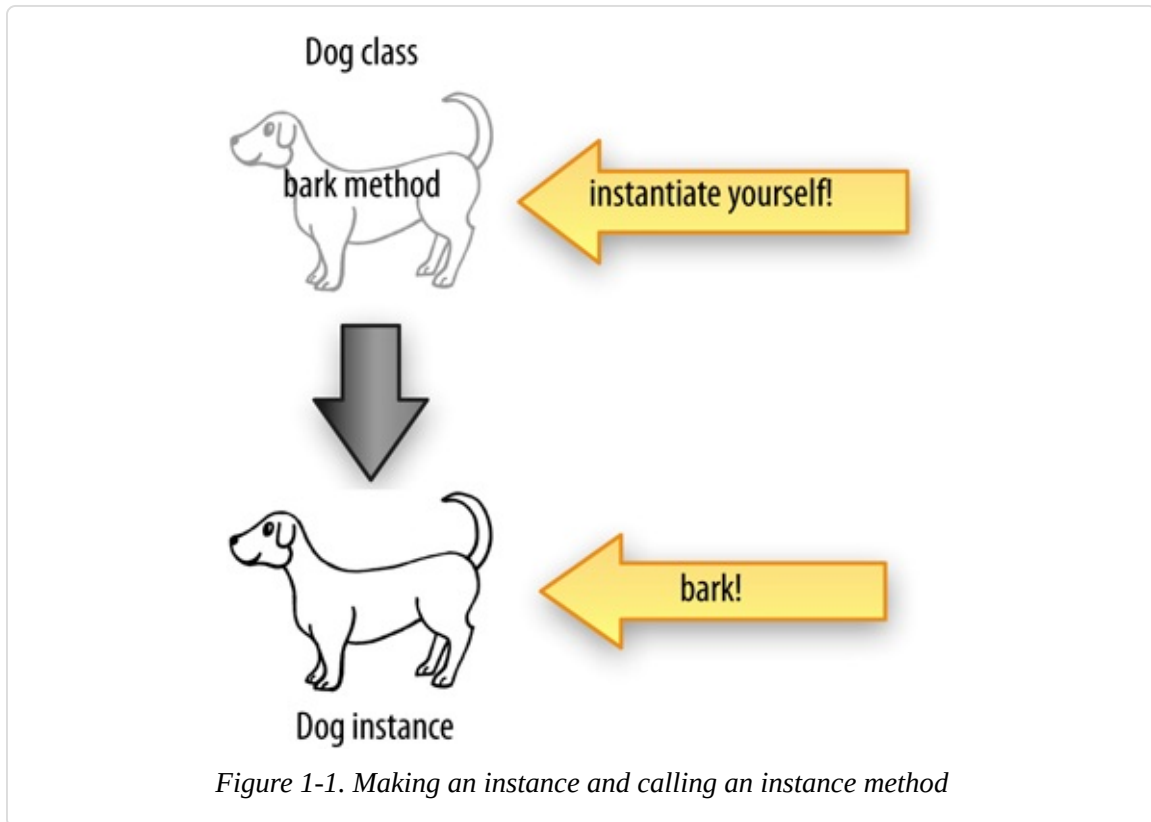 Dog class
bark method
instantiate yourself!
bark!
Dog instance
Figure 1-1. Making an instance and calling an instance method